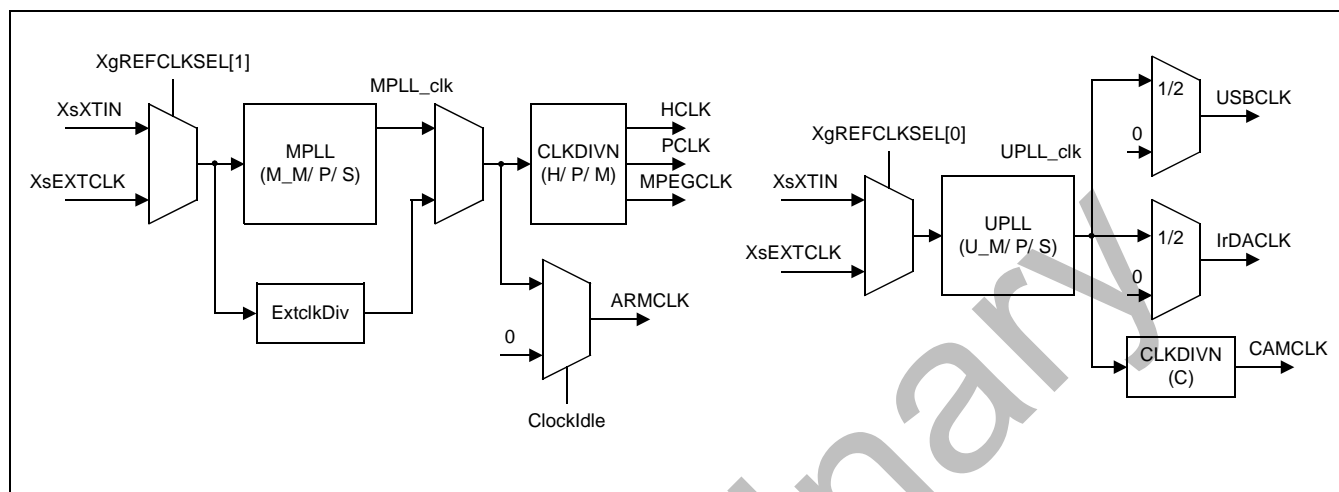 XgREFCLKSEL[1]
XsXTIN
XsEXTCLK
MPLL
(M_M/ P/ S)
ExtclkDiv
MPLL_clk
CLKDIVN
(H/ P/ M)
HCLK
PCLK
MPEGCLK
0
ARMCLK
ClockIdle
XgREFCLKSEL[0]
XsXTIN
XsEXTCLK
UPLL
(U_M/ P/ S)
UPLL_clk
1/2
0
USBCLK
1/2
0
IrDACLK
CLKDIVN
(C)
CAMCLK
inary